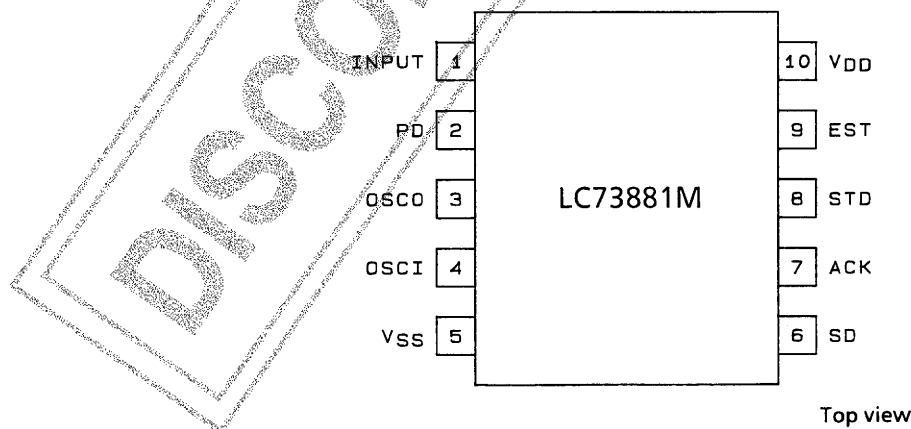 DISCO
INPUT 1
PD 2
OSCO 3
OSCI 4
VSS 5
LC73881M
10 VDD
9 EST
8 STD
7 ACK
6 SD
Top view